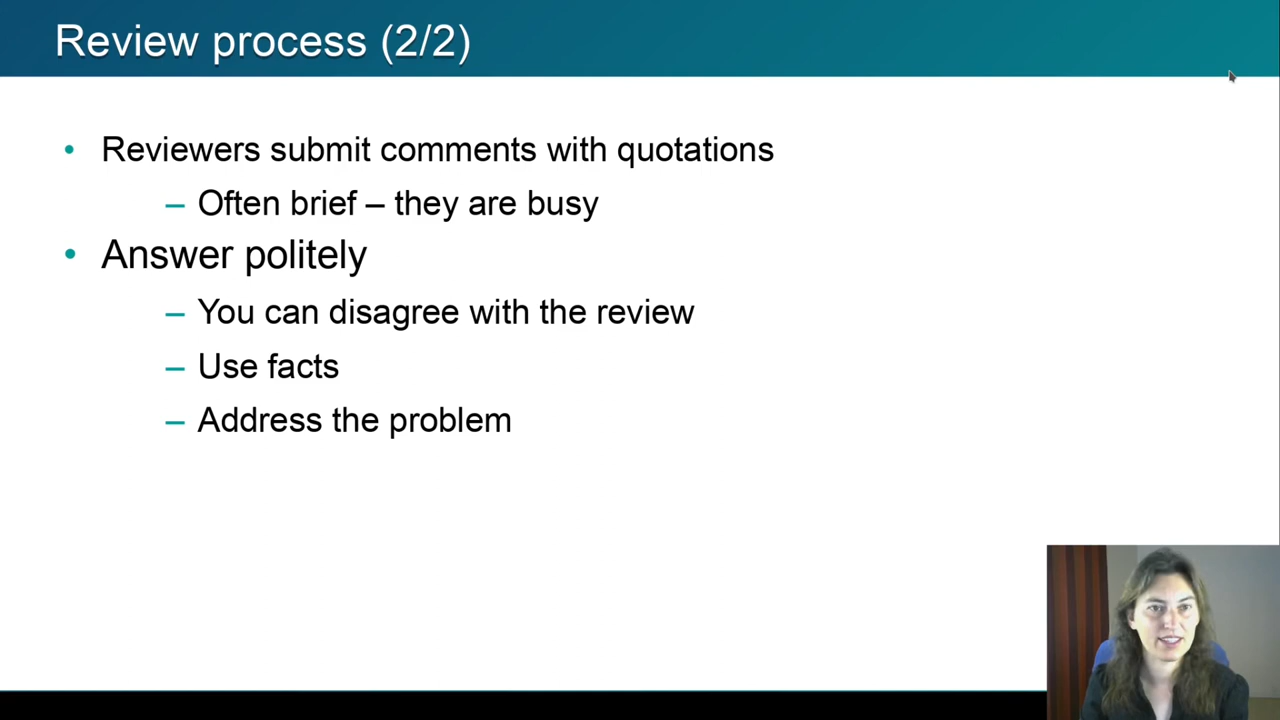 Review process (2/2)
• Reviewers submit comments with quotations
– Often brief – they are busy
• Answer politely
– You can disagree with the review
– Use facts
– Address the problem